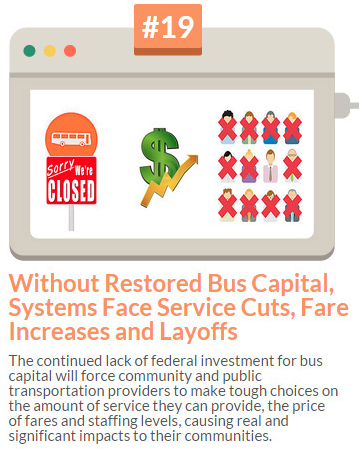 #19
Sorry We're
CLOSED
Without Restored Bus Capital,
Systems Face Service Cuts, Fare
Increases and Layoffs
The continued lack of federal investment for bus
capital will force community and public
transportation providers to make tough choices on
the amount of service they can provide, the price
of fares and staffing levels, causing real and
significant impacts to their communities.